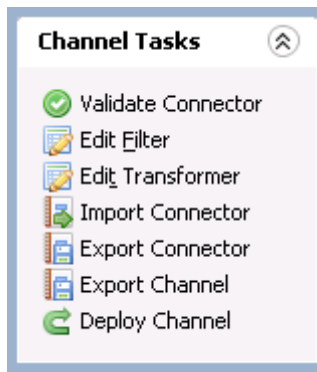 Channel Tasks
Validate Connector
Edit Filter
Edit Transformer
Import Connector
Export Connector
Export Channel
Deploy Channel